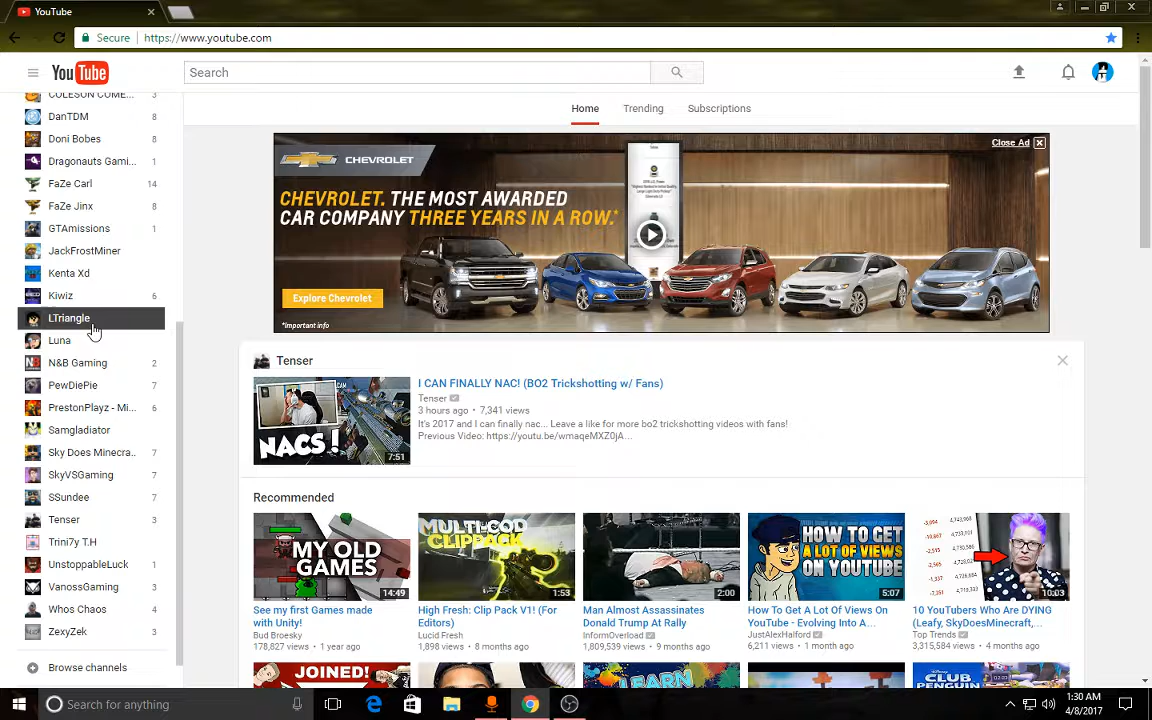 YouTube
Secure https://www.youtube.com
YouTube
Search
Home Trending Subscriptions
COLESON COME... 3
DanTDM 8
Doni Bobes 8
Dragonauts Gami... 1
FaZe Carl 14
FaZe Jinx 8
GTAmissions 1
JackFrostMiner
Kenta Xd
Kiwiz 6
LTriangle
Luna
N&B Gaming 2
PewDiePie 7
PrestonPlayz - Mi... 6
Samgladiator
Sky Does Minecra... 7
SkyVSGaming 7
SSundee 7
Tenser 3
Trini7y T.H
UnstoppableLuck 1
VanossGaming 3
Whos Chaos 4
ZexyZek 3
Browse channels
Close Ad
CHEVROLET
CHEVROLET. THE MOST AWARDED
CAR COMPANY THREE YEARS IN A ROW.*
Explore Chevrolet
*Important info
Tenser
NACS!
7:51
I CAN FINALLY NAC! (BO2 Trickshotting w/ Fans)
Tenser
3 hours ago • 7,341 views
It's 2017 and I can finally nac... Leave a like for more bo2 trickshotting videos with fans!
Previous Video: https://youtu.be/wmaqeMXZ0jA...
Recommended
MY OLD
GAMES
14:49
See my first Games made
with Unity!
Bud Broesky
178,827 views • 1 year ago
MULTI-COD
CLIPPACK
1:53
High Fresh: Clip Pack V1! (For
Editors)
Lucid Fresh
1,898 views • 8 months ago
2:00
Man Almost Assassinates
Donald Trump At Rally
InformOverload
1,809,539 views • 9 months ago
HOW TO GET
A LOT OF VIEWS
ON YOUTUBE
5:07
How To Get A Lot Of Views On
YouTube - Evolving Into A...
JustAlexHalford
6,211 views • 1 month ago
10:03
10 YouTubers Who Are DYING
(Leafy, SkyDoesMinecraft,...
Top Trends
3,315,584 views • 4 months ago
JOINED!
LEARN
CLUB
PENGUIN
Search for anything
1:30 AM
4/8/2017